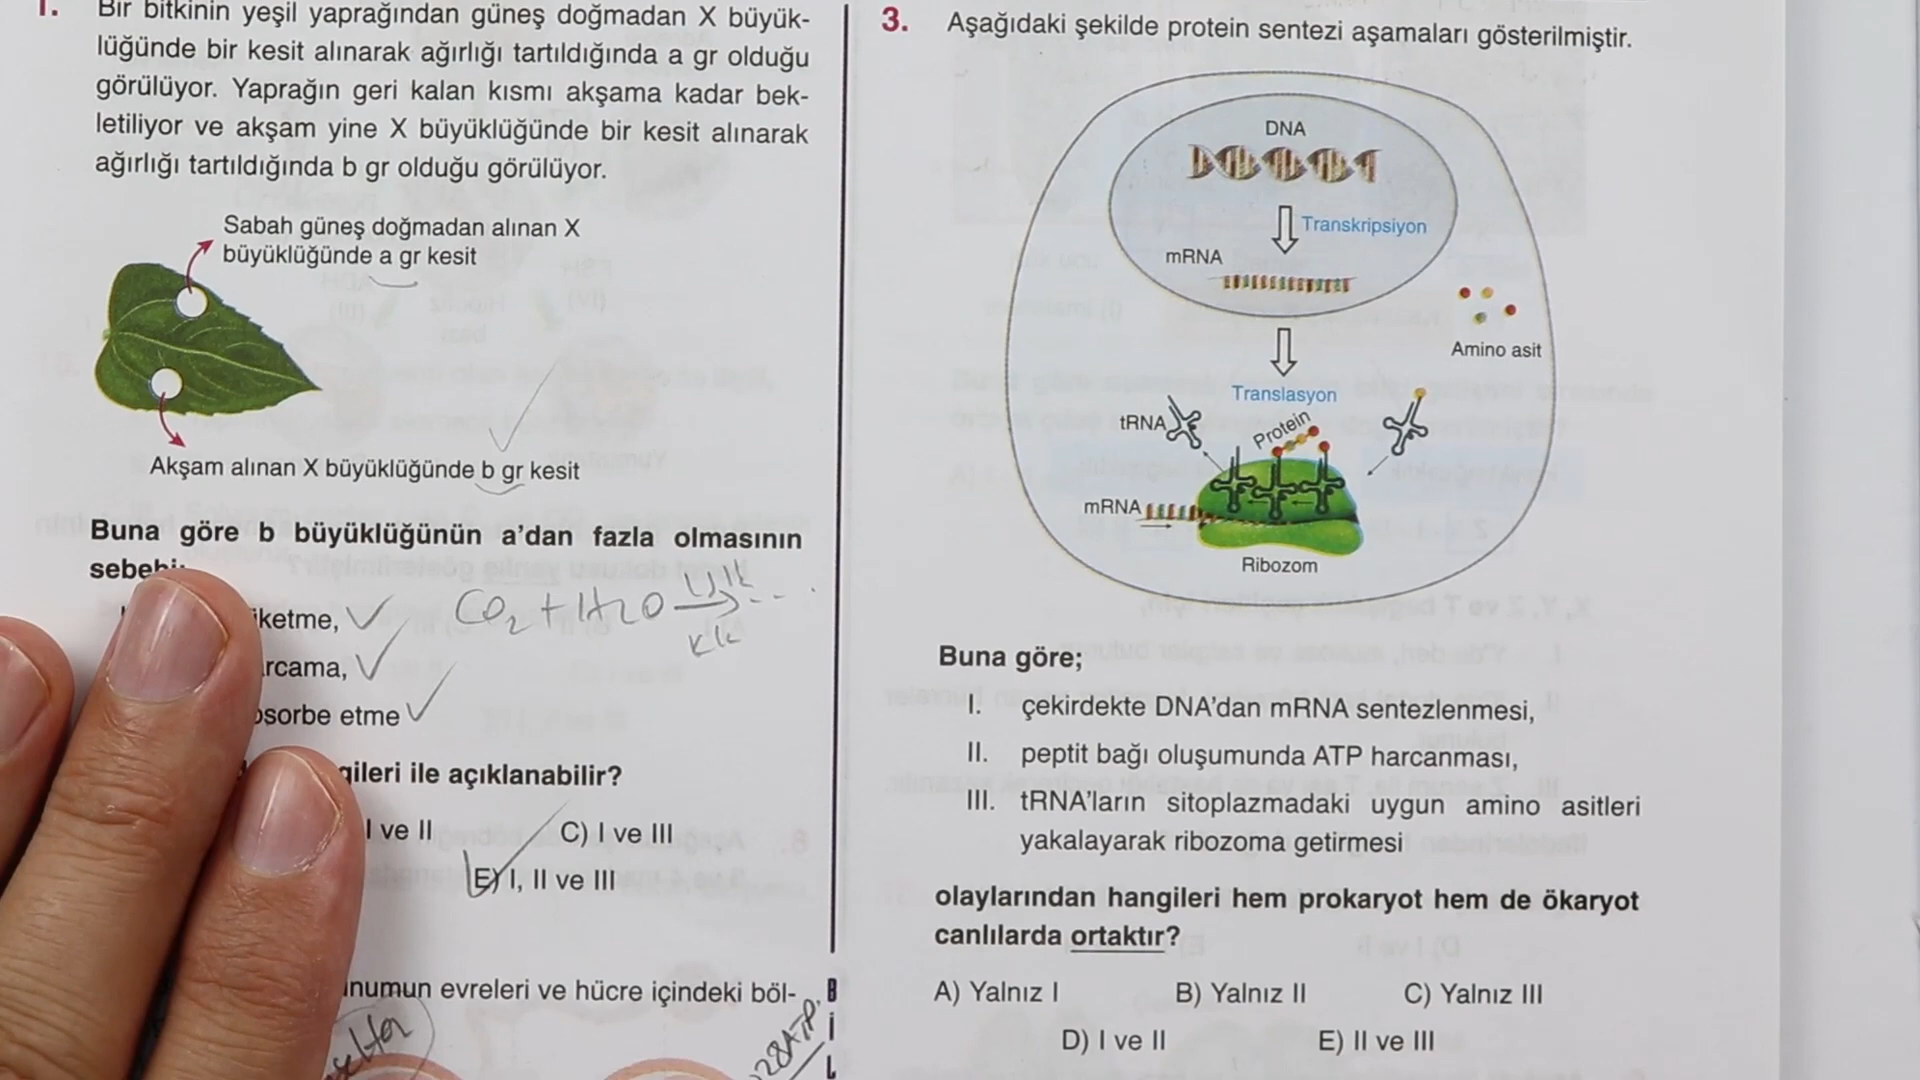 1. Bir bitkinin yeşil yaprağından güneş doğmadan X büyük-
lüğünde bir kesit alınarak ağırlığı tartıldığında a gr olduğu
görülüyor. Yaprağın geri kalan kısmı akşama kadar bek-
letiliyor ve akşam yine X büyüklüğünde bir kesit alınarak
ağırlığı tartıldığında b gr olduğu görülüyor.
Sabah güneş doğmadan alınan X
büyüklüğünde a gr kesit
Akşam alınan X büyüklüğünde b gr kesit
Buna göre b büyüklüğünün a'dan fazla olmasının
sebebi;
iketme,
rcama,
bsorbe etme
CO2 + H2O → ...
gileri ile açıklanabilir?
I ve II C) I ve III
E) I, II ve III
numun evreleri ve hücre içindeki böl-
28ATP
B
İ
L
3. Aşağıdaki şekilde protein sentezi aşamaları gösterilmiştir.
DNA
Transkripsiyon
mRNA
Amino asit
Translasyon
tRNA
Protein
mRNA
Ribozom
Buna göre;
I. çekirdekte DNA'dan mRNA sentezlenmesi,
II. peptit bağı oluşumunda ATP harcanması,
III. tRNA'ların sitoplazmadaki uygun amino asitleri
yakalayarak ribozoma getirmesi
olaylarından hangileri hem prokaryot hem de ökaryot
canlılarda ortaktır?
A) Yalnız I B) Yalnız II C) Yalnız III
D) I ve II E) II ve III